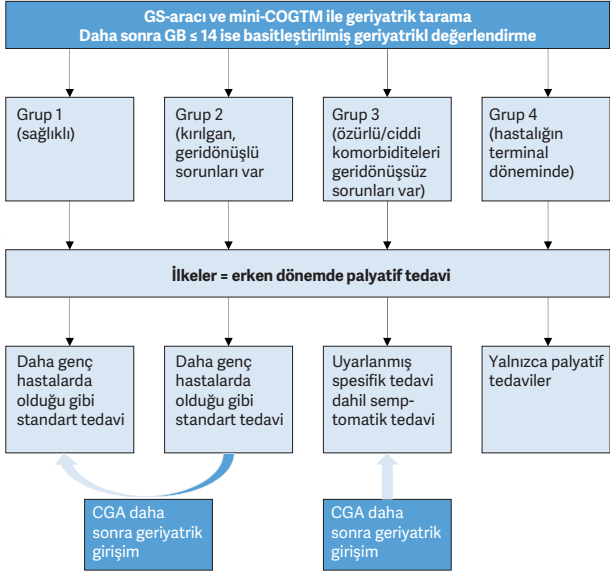 GS-aracı ve mini-COGTM ile geriyatrik tarama
Daha sonra GB ≤ 14 ise basitleştirilmiş geriyatrikl değerlendirme
Grup 1
(sağlıklı)
Grup 2
(kırılgan,
geridönüşlü
sorunları var
Grup 3
(özürlü/ciddi
komorbiditeleri
geridönüşsüz
sorunları var)
Grup 4
(hastalığın
terminal
döneminde)
İlkeler = erken dönemde palyatif tedavi
Daha genç
hastalarda
olduğu gibi
standart tedavi
Daha genç
hastalarda
olduğu gibi
standart tedavi
Uyarlanmış
spesifik tedavi
dahil semp-
tomatik tedavi
Yalnızca palyatif
tedaviler
CGA daha
sonra geriyatrik
girişim
CGA daha
sonra geriyatrik
girişim